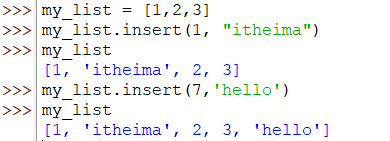 >>> my_list = [1,2,3]
>>> my_list.insert(1, "itheima")
>>> my_list
[1, 'itheima', 2, 3]
>>> my_list.insert(7,'hello')
>>> my_list
[1, 'itheima', 2, 3, 'hello']